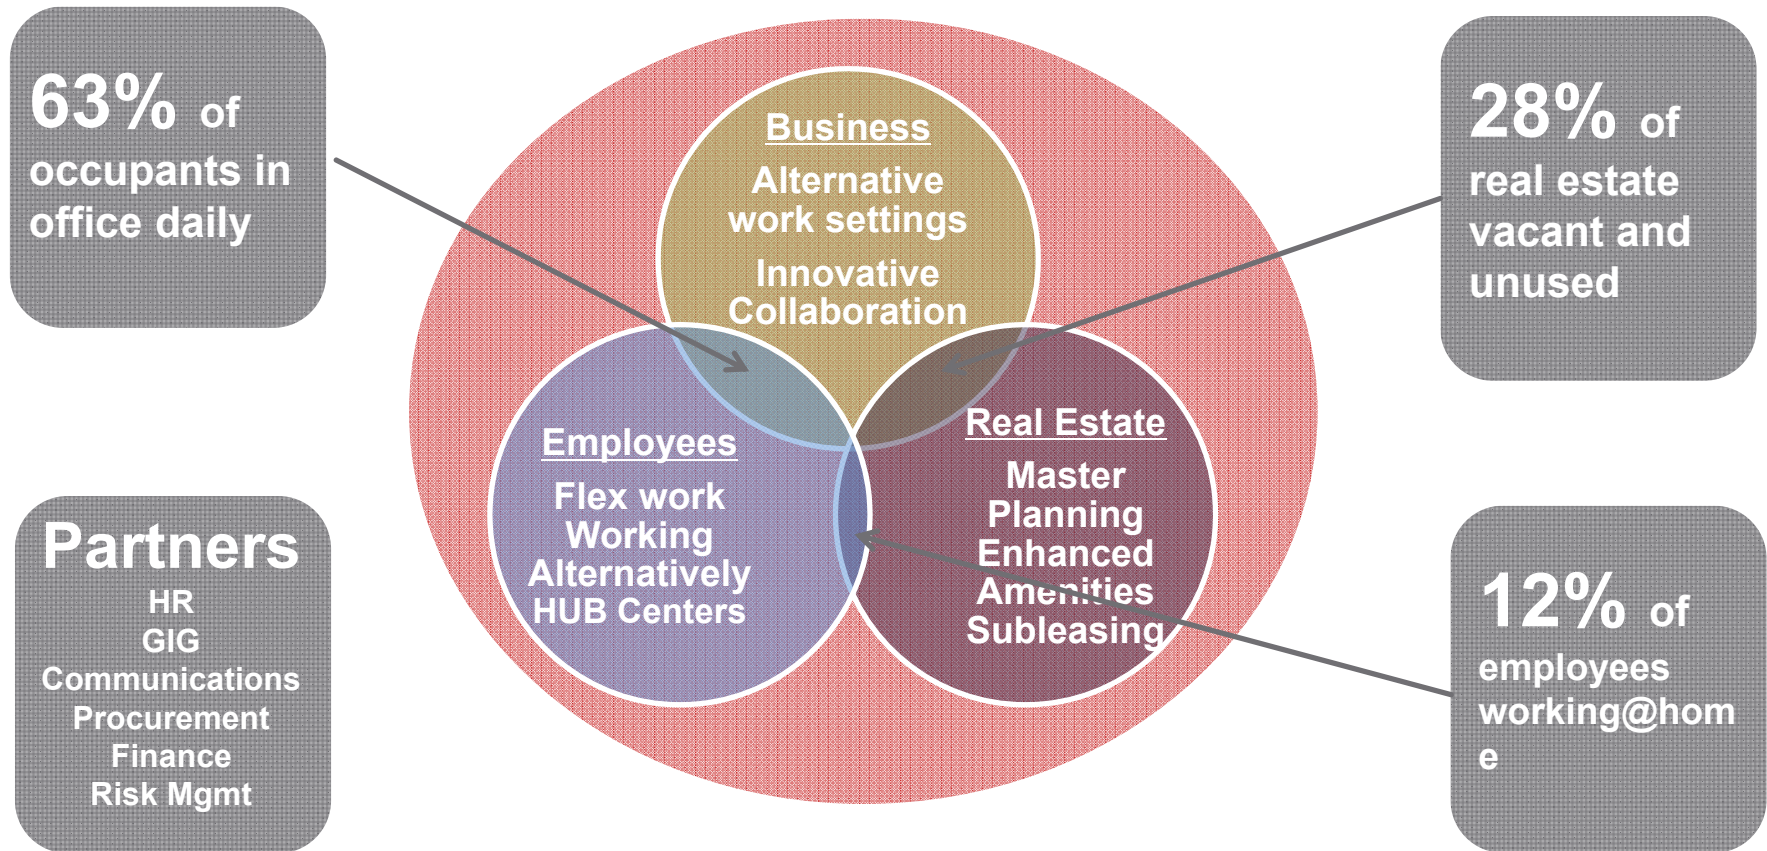 63% of
occupants in
office daily
Business
Alternative
work settings
Innovative
Collaboration
28% of
real estate
vacant and
unused
Employees
Flex work
Working
Alternatively
HUB Centers
Real Estate
Master
Planning
Enhanced
Amenities
Subleasing
Partners
HR
GIG
Communications
Procurement
Finance
Risk Mgmt
12% of
employees
working@hom
e